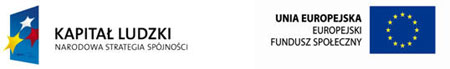 KAPITAŁ LUDZKI
NARODOWA STRATEGIA SPÓJNOŚCI
UNIA EUROPEJSKA
EUROPEJSKI
FUNDUSZ SPOŁECZNY